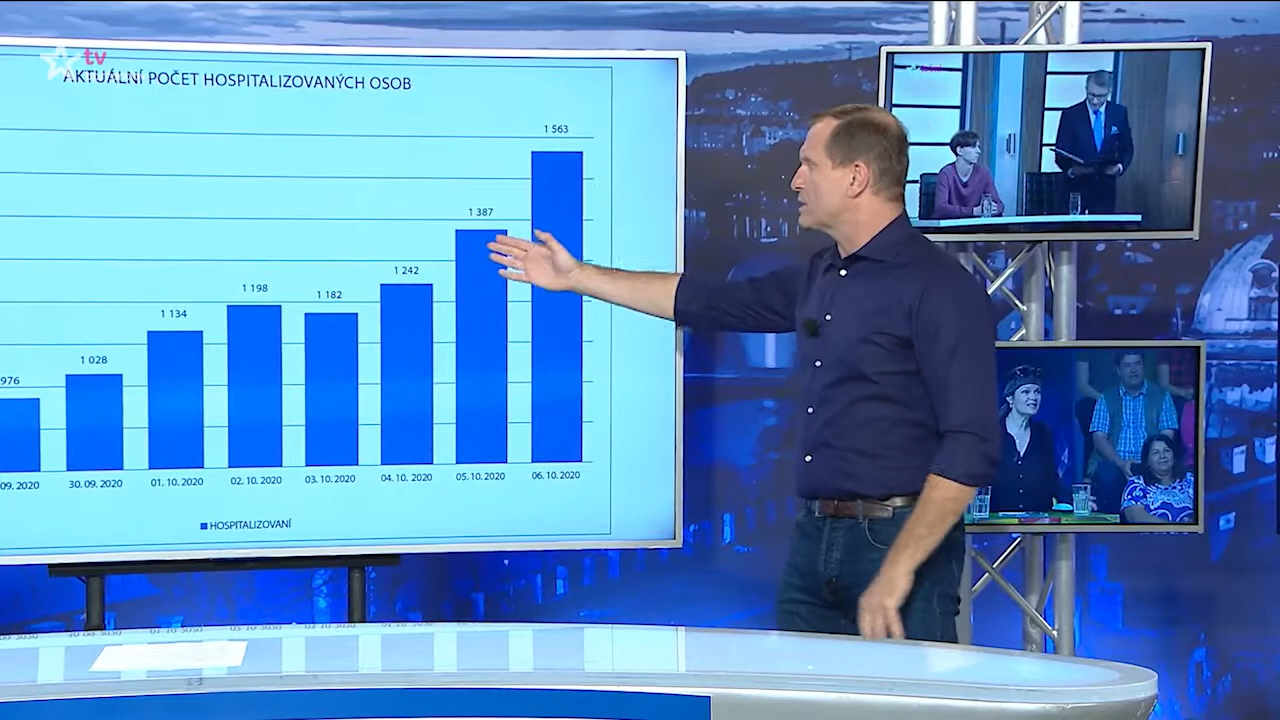 tv
AKTUÁLNÍ POČET HOSPITALIZOVANÝCH OSOB
1 563
1 387
1 242
1 198
1 182
1 134
1 028
976
09. 2020
30. 09. 2020
01. 10. 2020
02. 10. 2020
03. 10. 2020
04. 10. 2020
05. 10. 2020
06. 10. 2020
HOSPITALIZOVANÍ